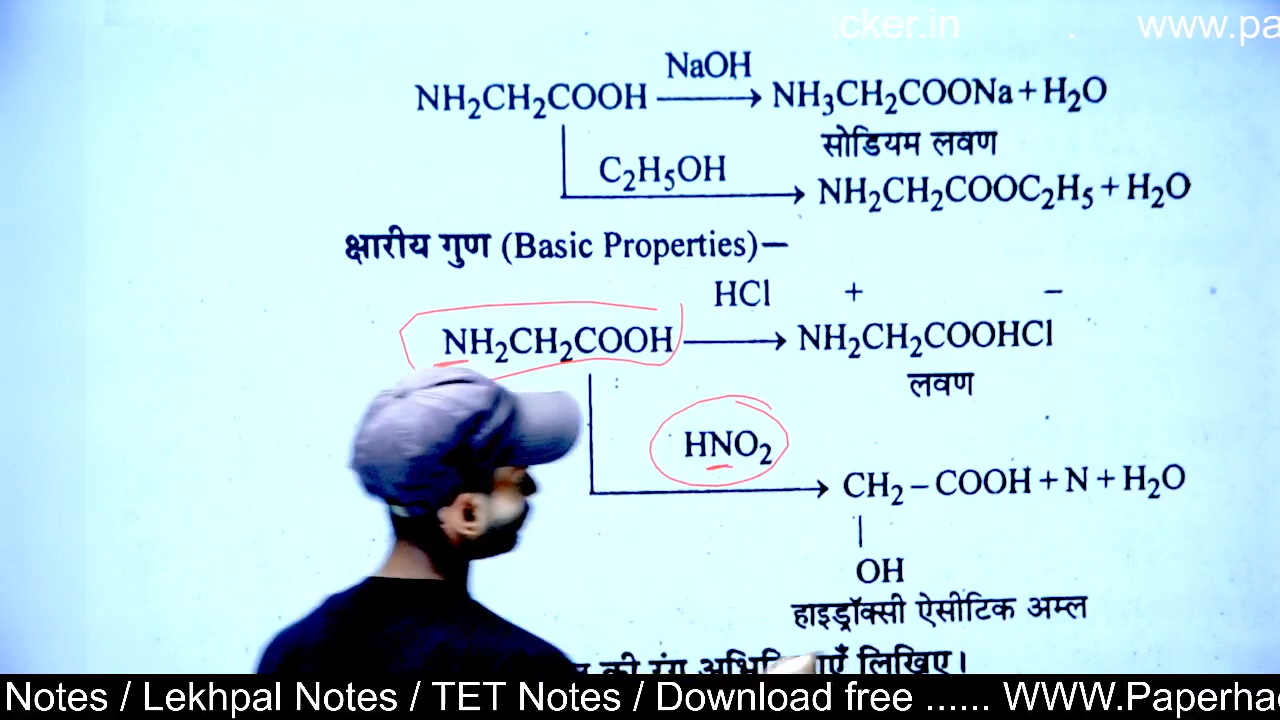 cker.in . www.pa
NaOH
NH₂CH₂COOH ⟶ NH₃CH₂COONa + H₂O
सोडियम लवण
C₂H₅OH
NH₂CH₂COOC₂H₅ + H₂O
क्षारीय गुण (Basic Properties)—
HCl + −
NH₂CH₂COOH ⟶ NH₂CH₂COOHCl
लवण
HNO₂
CH₂ – COOH + N + H₂O
|
OH
हाइड्रॉक्सी ऐसीटिक अम्ल
की रंग लिखिए।
Notes / Lekhpal Notes / TET Notes / Download free ...... WWW.Paperha